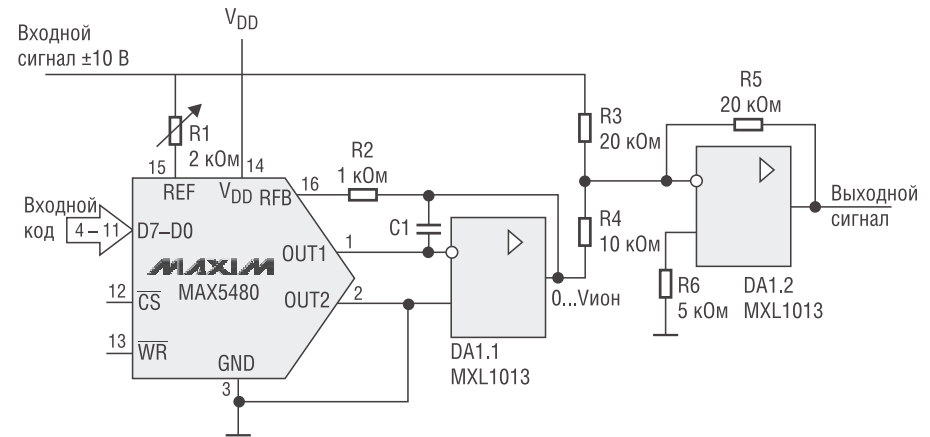 Входной
сигнал ±10 В
VDD
R1
2 кОм
15
14
REF
VDD
RFB
16
R2
1 кОм
Входной
код
4 – 11
D7–D0
C1
OUT1
1
MAXIM
MAX5480
OUT2
2
12
CS
13
WR
GND
3
DA1.1
MXL1013
0...Vион
R3
20 кОм
R4
10 кОм
R5
20 кОм
R6
5 кОм
DA1.2
MXL1013
Выходной
сигнал